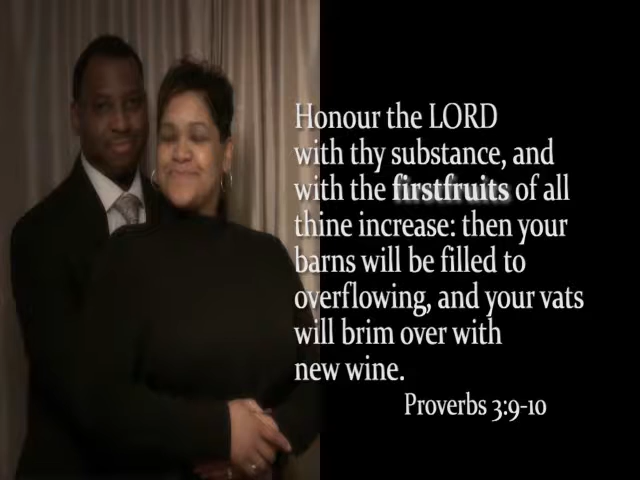 Honour the LORD
with thy substance, and
with the firstfruits of all
thine increase: then your
barns will be filled to
overflowing, and your vats
will brim over with
new wine.
Proverbs 3:9-10